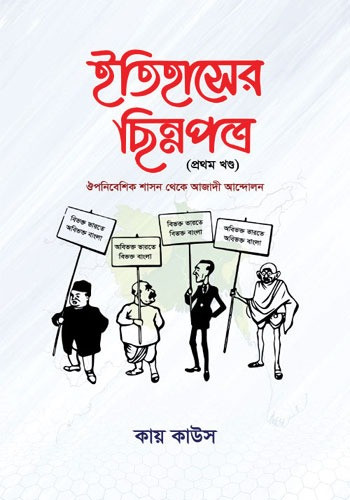 ইতিহাসের
ছিন্নপত্র
(প্রথম খণ্ড)
ঔপনিবেশিক শাসন থেকে আজাদী আন্দোলন
বিভক্ত ভারতে
অবিভক্ত বাংলা
অবিভক্ত ভারতে
বিভক্ত বাংলা
বিভক্ত ভারতে
বিভক্ত বাংলা
অবিভক্ত ভারতে
অবিভক্ত বাংলা
কায় কাউস